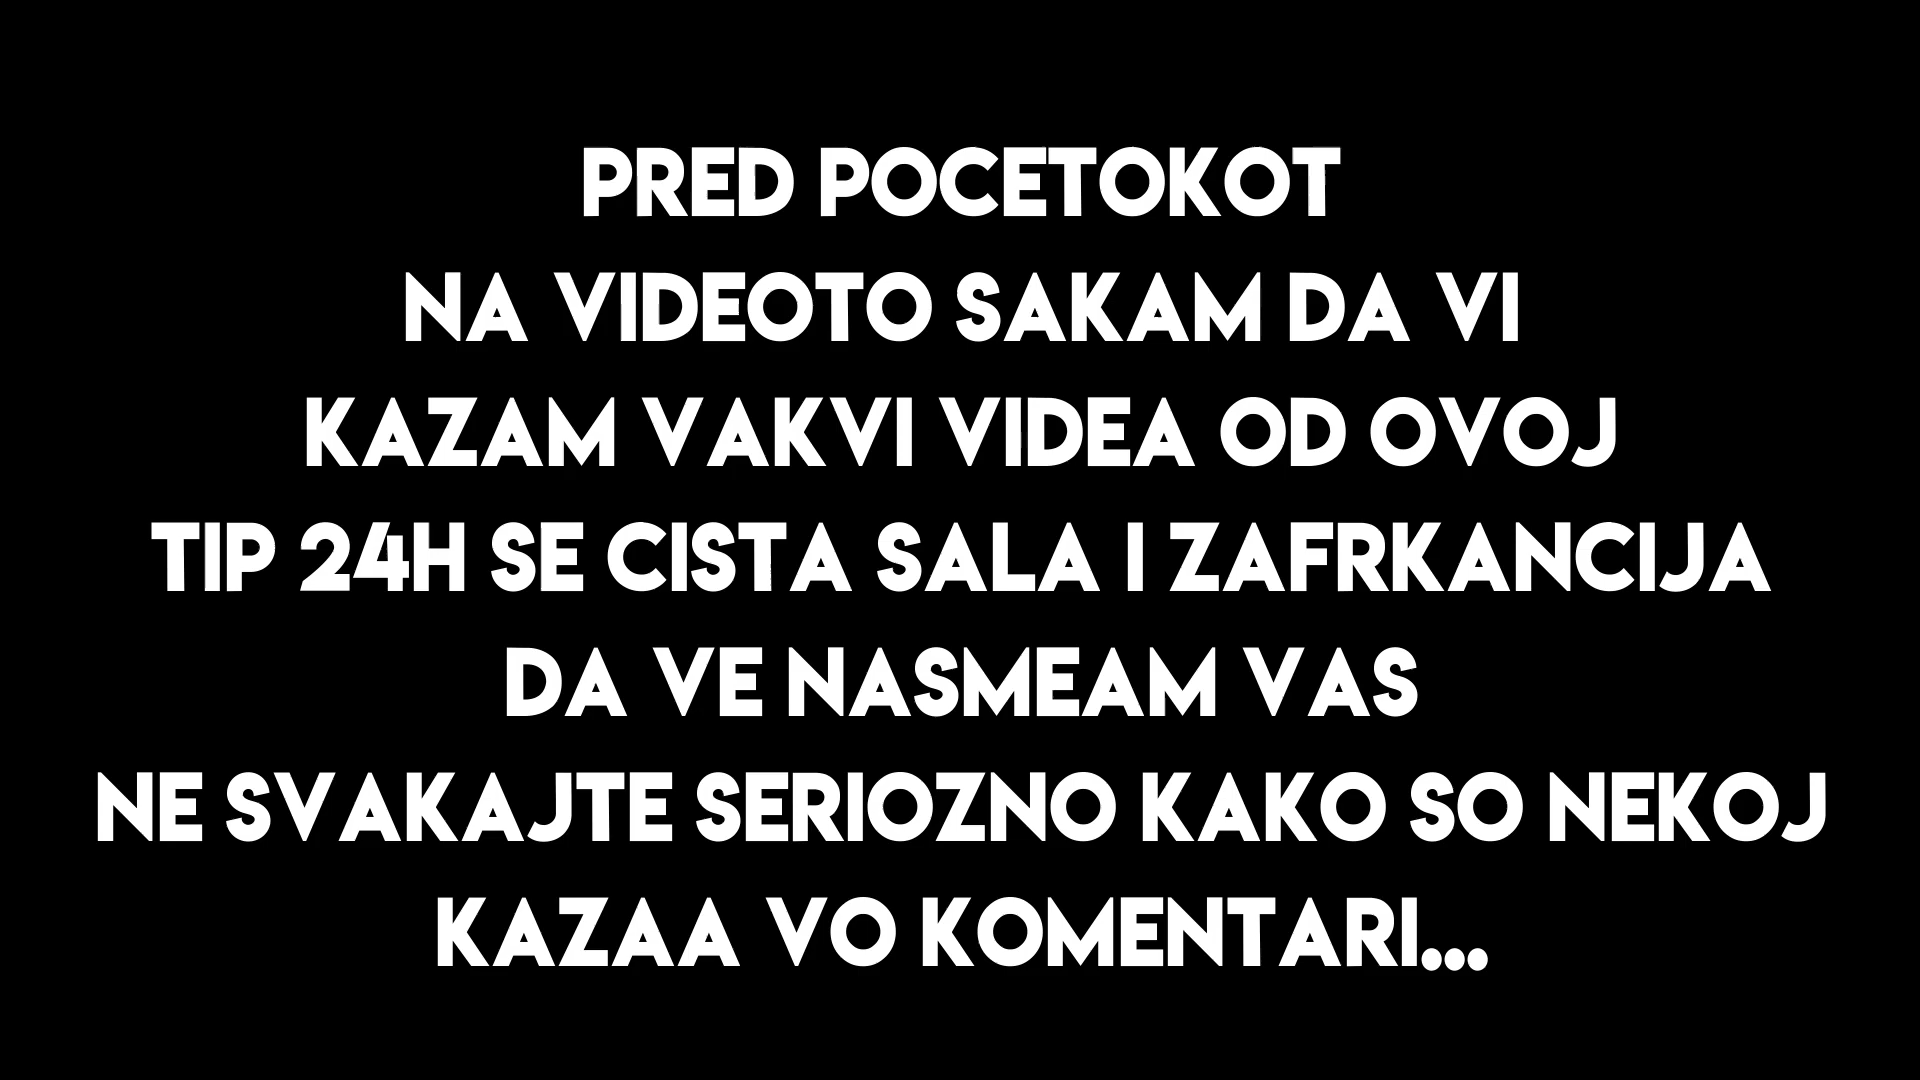 PRED POCETOKOT
NA VIDEOTO SAKAM DA VI
KAZAM VAKVI VIDEA OD OVOJ
TIP 24H SE CISTA SALA I ZAFRKANCIJA
DA VE NASMEAM VAS
NE SVAKAJTE SERIOZNO KAKO SO NEKOJ
KAZAA VO KOMENTARI...